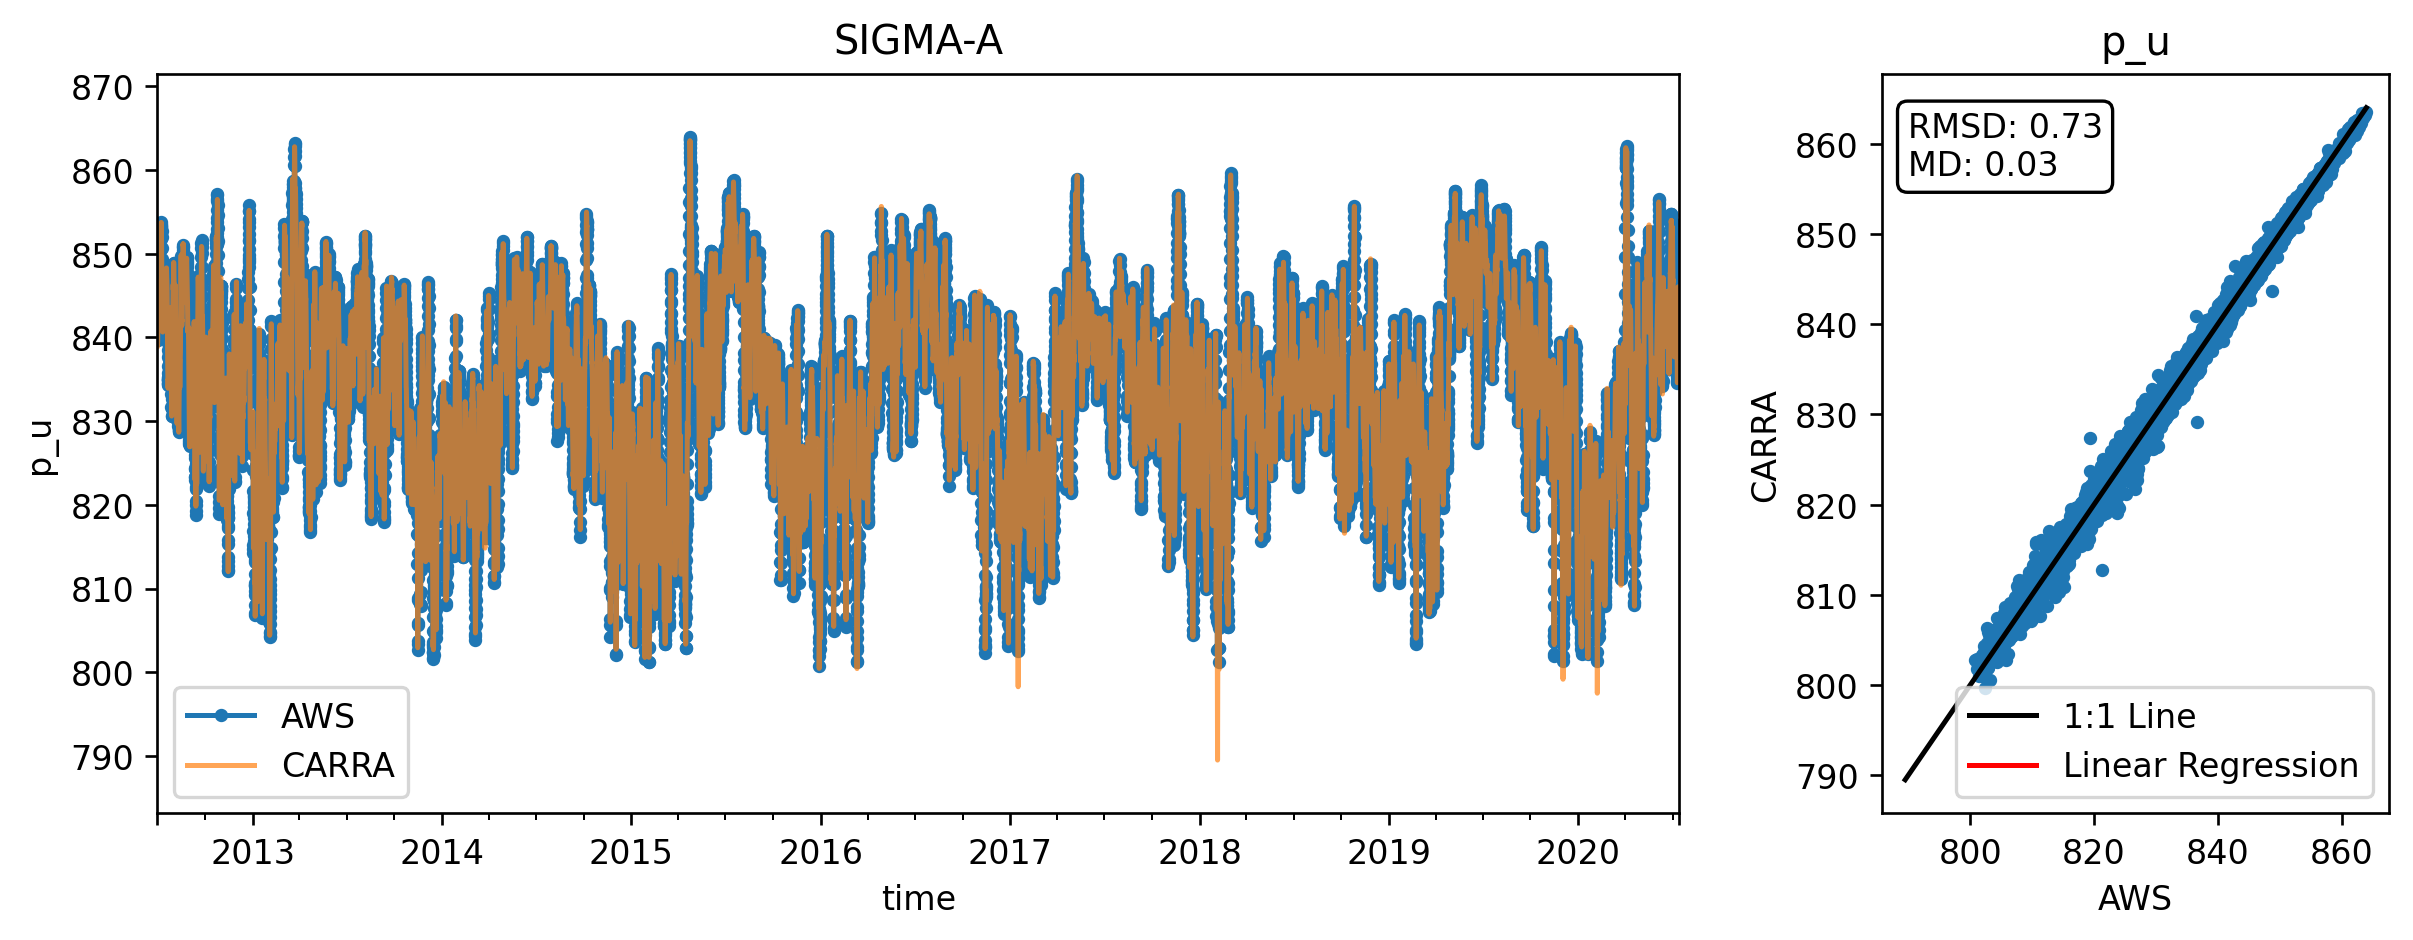 SIGMA-A
870
860
850
840
830
820
810
800
790
p_u
AWS
CARRA
2013 2014 2015 2016 2017 2018 2019 2020
time
p_u
RMSD: 0.73
MD: 0.03
860
850
840
830
820
810
800
790
CARRA
1:1 Line
Linear Regression
800 820 840 860
AWS